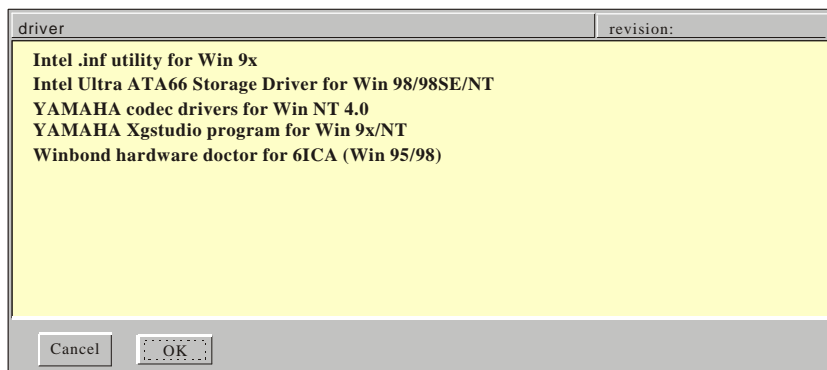 driver revision:
Intel .inf utility for Win 9x
Intel Ultra ATA66 Storage Driver for Win 98/98SE/NT
YAMAHA codec drivers for Win NT 4.0
YAMAHA Xgstudio program for Win 9x/NT
Winbond hardware doctor for 6ICA (Win 95/98)
Cancel OK